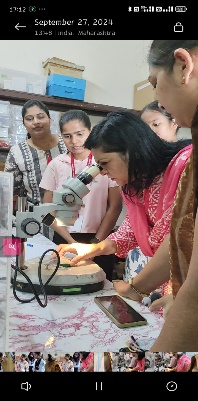 17:12
September 27, 2024
13:48 India, Maharashtra